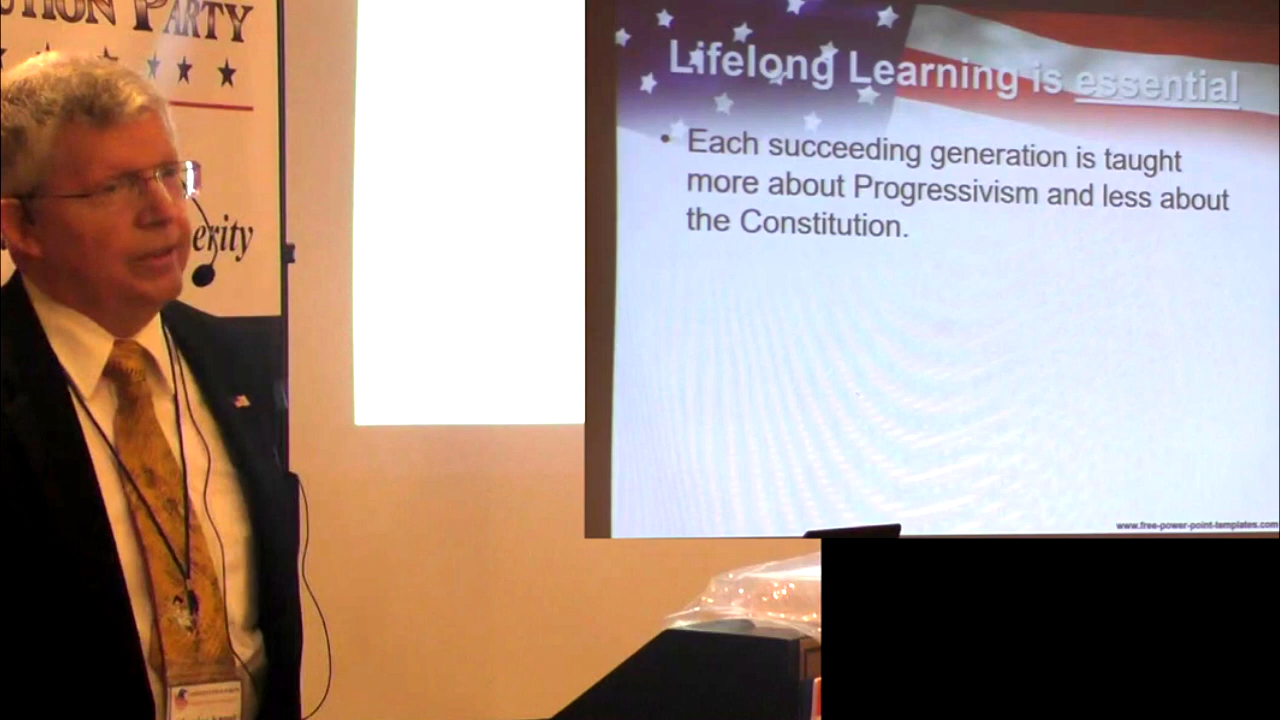 UTION PARTY
erity
Lifelong Learning is essential
• Each succeeding generation is taught
more about Progressivism and less about
the Constitution.
www.free-power-point-templates.com